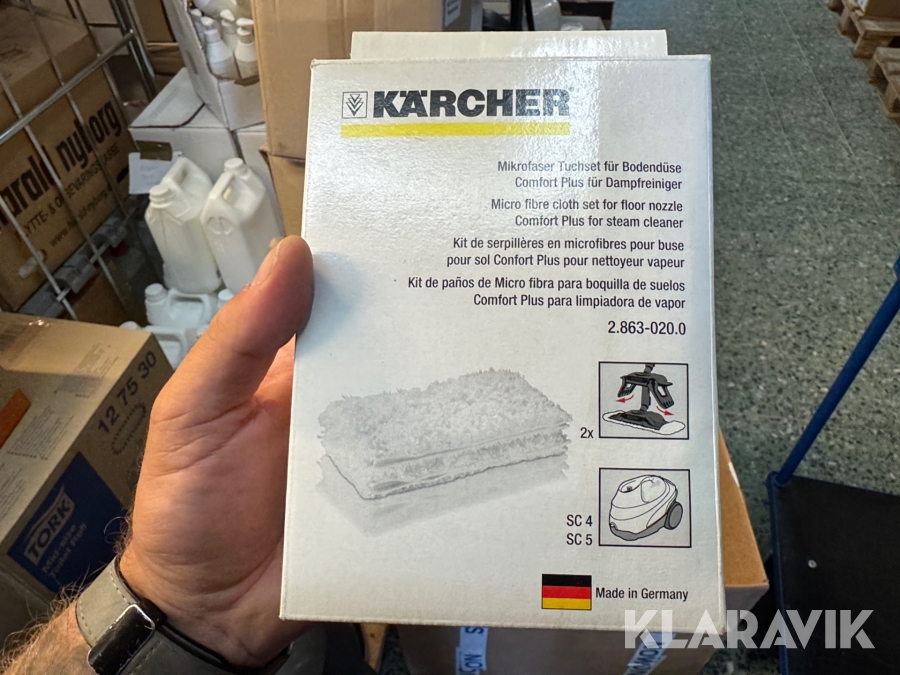 KÄRCHER
Mikrofaser Tuchset für Bodendüse
Comfort Plus für Dampfreiniger
Micro fibre cloth set for floor nozzle
Comfort Plus for steam cleaner
Kit de serpillères en microfibres pour buse
pour sol Confort Plus pour nettoyeur vapeur
Kit de paños de Micro fibra para boquilla de suelos
Comfort Plus para limpiadora de vapor
2.863-020.0
2x
SC 4
SC 5
Made in Germany
KLARAVIK
nyborg
12 75 30
TORK